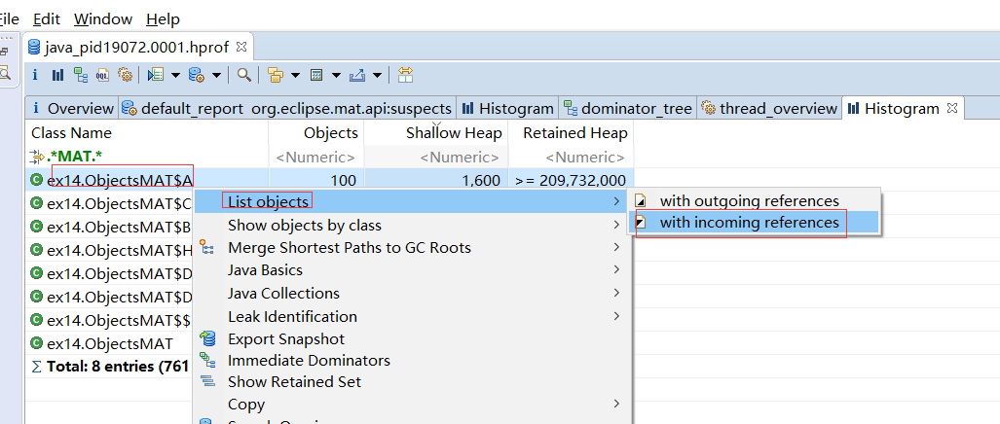 File Edit Window Help
java_pid19072.0001.hprof
i OQL
i Overview default_report org.eclipse.mat.api:suspects Histogram dominator_tree thread_overview Histogram
Class Name Objects Shallow Heap Retained Heap
.*MAT.* <Numeric> <Numeric> <Numeric>
C ex14.ObjectsMAT$A 100 1,600 >= 209,732,000
C ex14.ObjectsMAT$C
C ex14.ObjectsMAT$B
C ex14.ObjectsMAT$H
C ex14.ObjectsMAT$D
C ex14.ObjectsMAT$D
C ex14.ObjectsMAT$$
C ex14.ObjectsMAT
Σ Total: 8 entries (761
List objects
Show objects by class
Merge Shortest Paths to GC Roots
Java Basics
Java Collections
Leak Identification
Export Snapshot
Immediate Dominators
Show Retained Set
Copy
with outgoing references
with incoming references